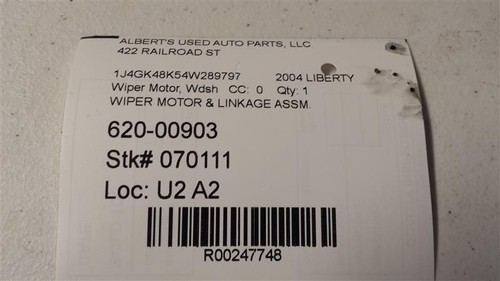 ALBERT'S USED AUTO PARTS, LLC
422 RAILROAD ST
1J4GK48K54W289797 2004 LIBERTY
Wiper Motor, Wdsh CC: 0 Qty: 1
WIPER MOTOR & LINKAGE ASSM.
620-00903
Stk# 070111
Loc: U2 A2
R00247748